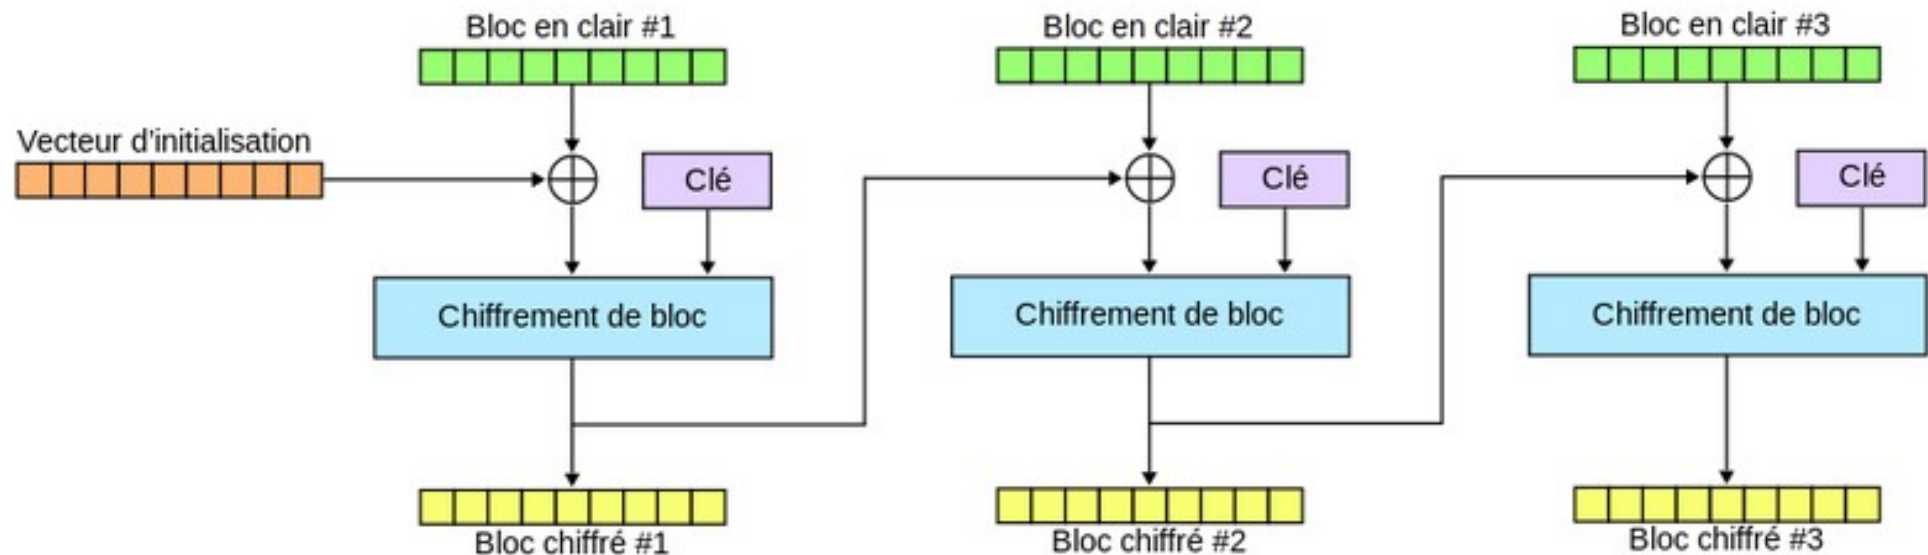 Bloc en clair #1
Bloc en clair #2
Bloc en clair #3
Vecteur d'initialisation
Clé
Clé
Clé
Chiffrement de bloc
Chiffrement de bloc
Chiffrement de bloc
Bloc chiffré #1
Bloc chiffré #2
Bloc chiffré #3